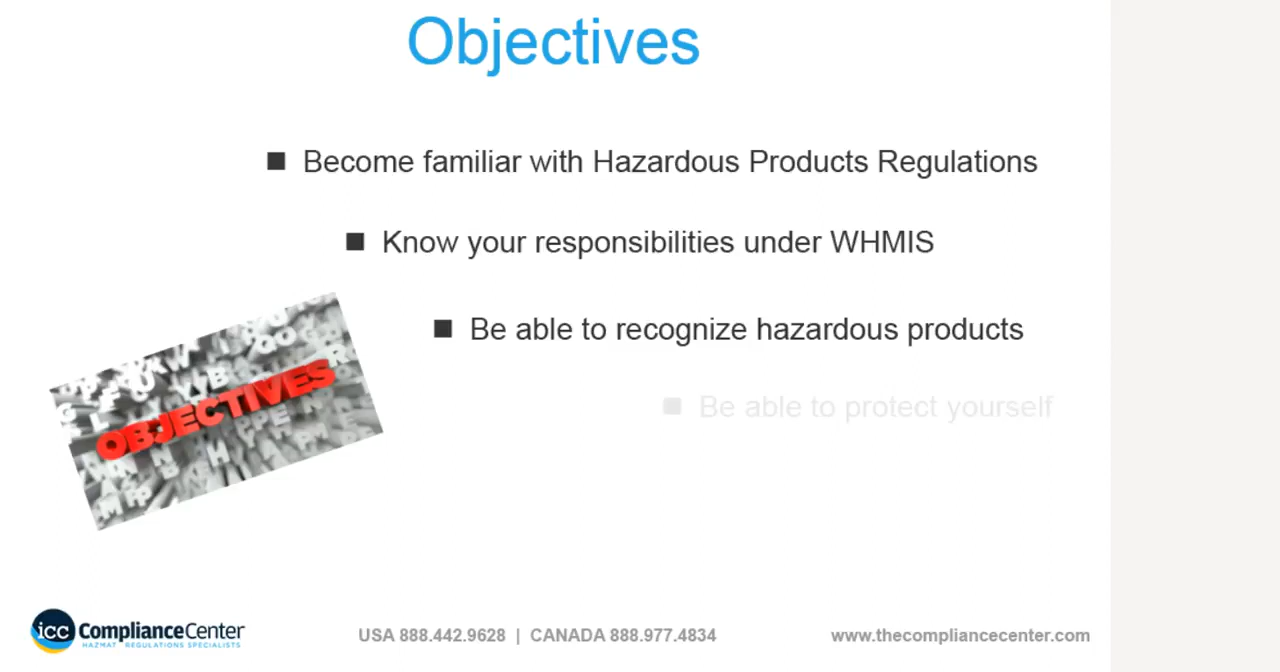 Objectives
Become familiar with Hazardous Products Regulations
Know your responsibilities under WHMIS
Be able to recognize hazardous products
OBJECTIVES
Be able to protect yourself
icc ComplianceCenter
HAZMAT REGULATIONS SPECIALISTS
USA 888.442.9628 | CANADA 888.977.4834
www.thecompliancecenter.com